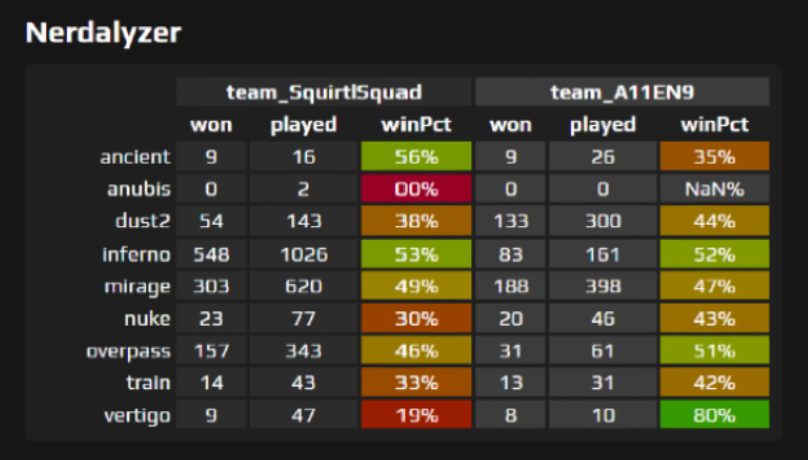 Nerdalyzer
team_SquirtlSquad team_A11EN9
won played winPct won played winPct
ancient 9 16 56% 9 26 35%
anubis 0 2 00% 0 0 NaN%
dust2 54 143 38% 133 300 44%
inferno 548 1026 53% 83 161 52%
mirage 303 620 49% 188 398 47%
nuke 23 77 30% 20 46 43%
overpass 157 343 46% 31 61 51%
train 14 43 33% 13 31 42%
vertigo 9 47 19% 8 10 80%